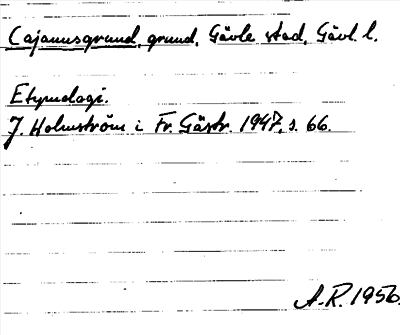 Cajanusgrund, grund, Gävle stad, Gävl. l.
Etymologi.
J. Holmström i Fr. Gästr. 1947, s. 66.
A.R. 1956.